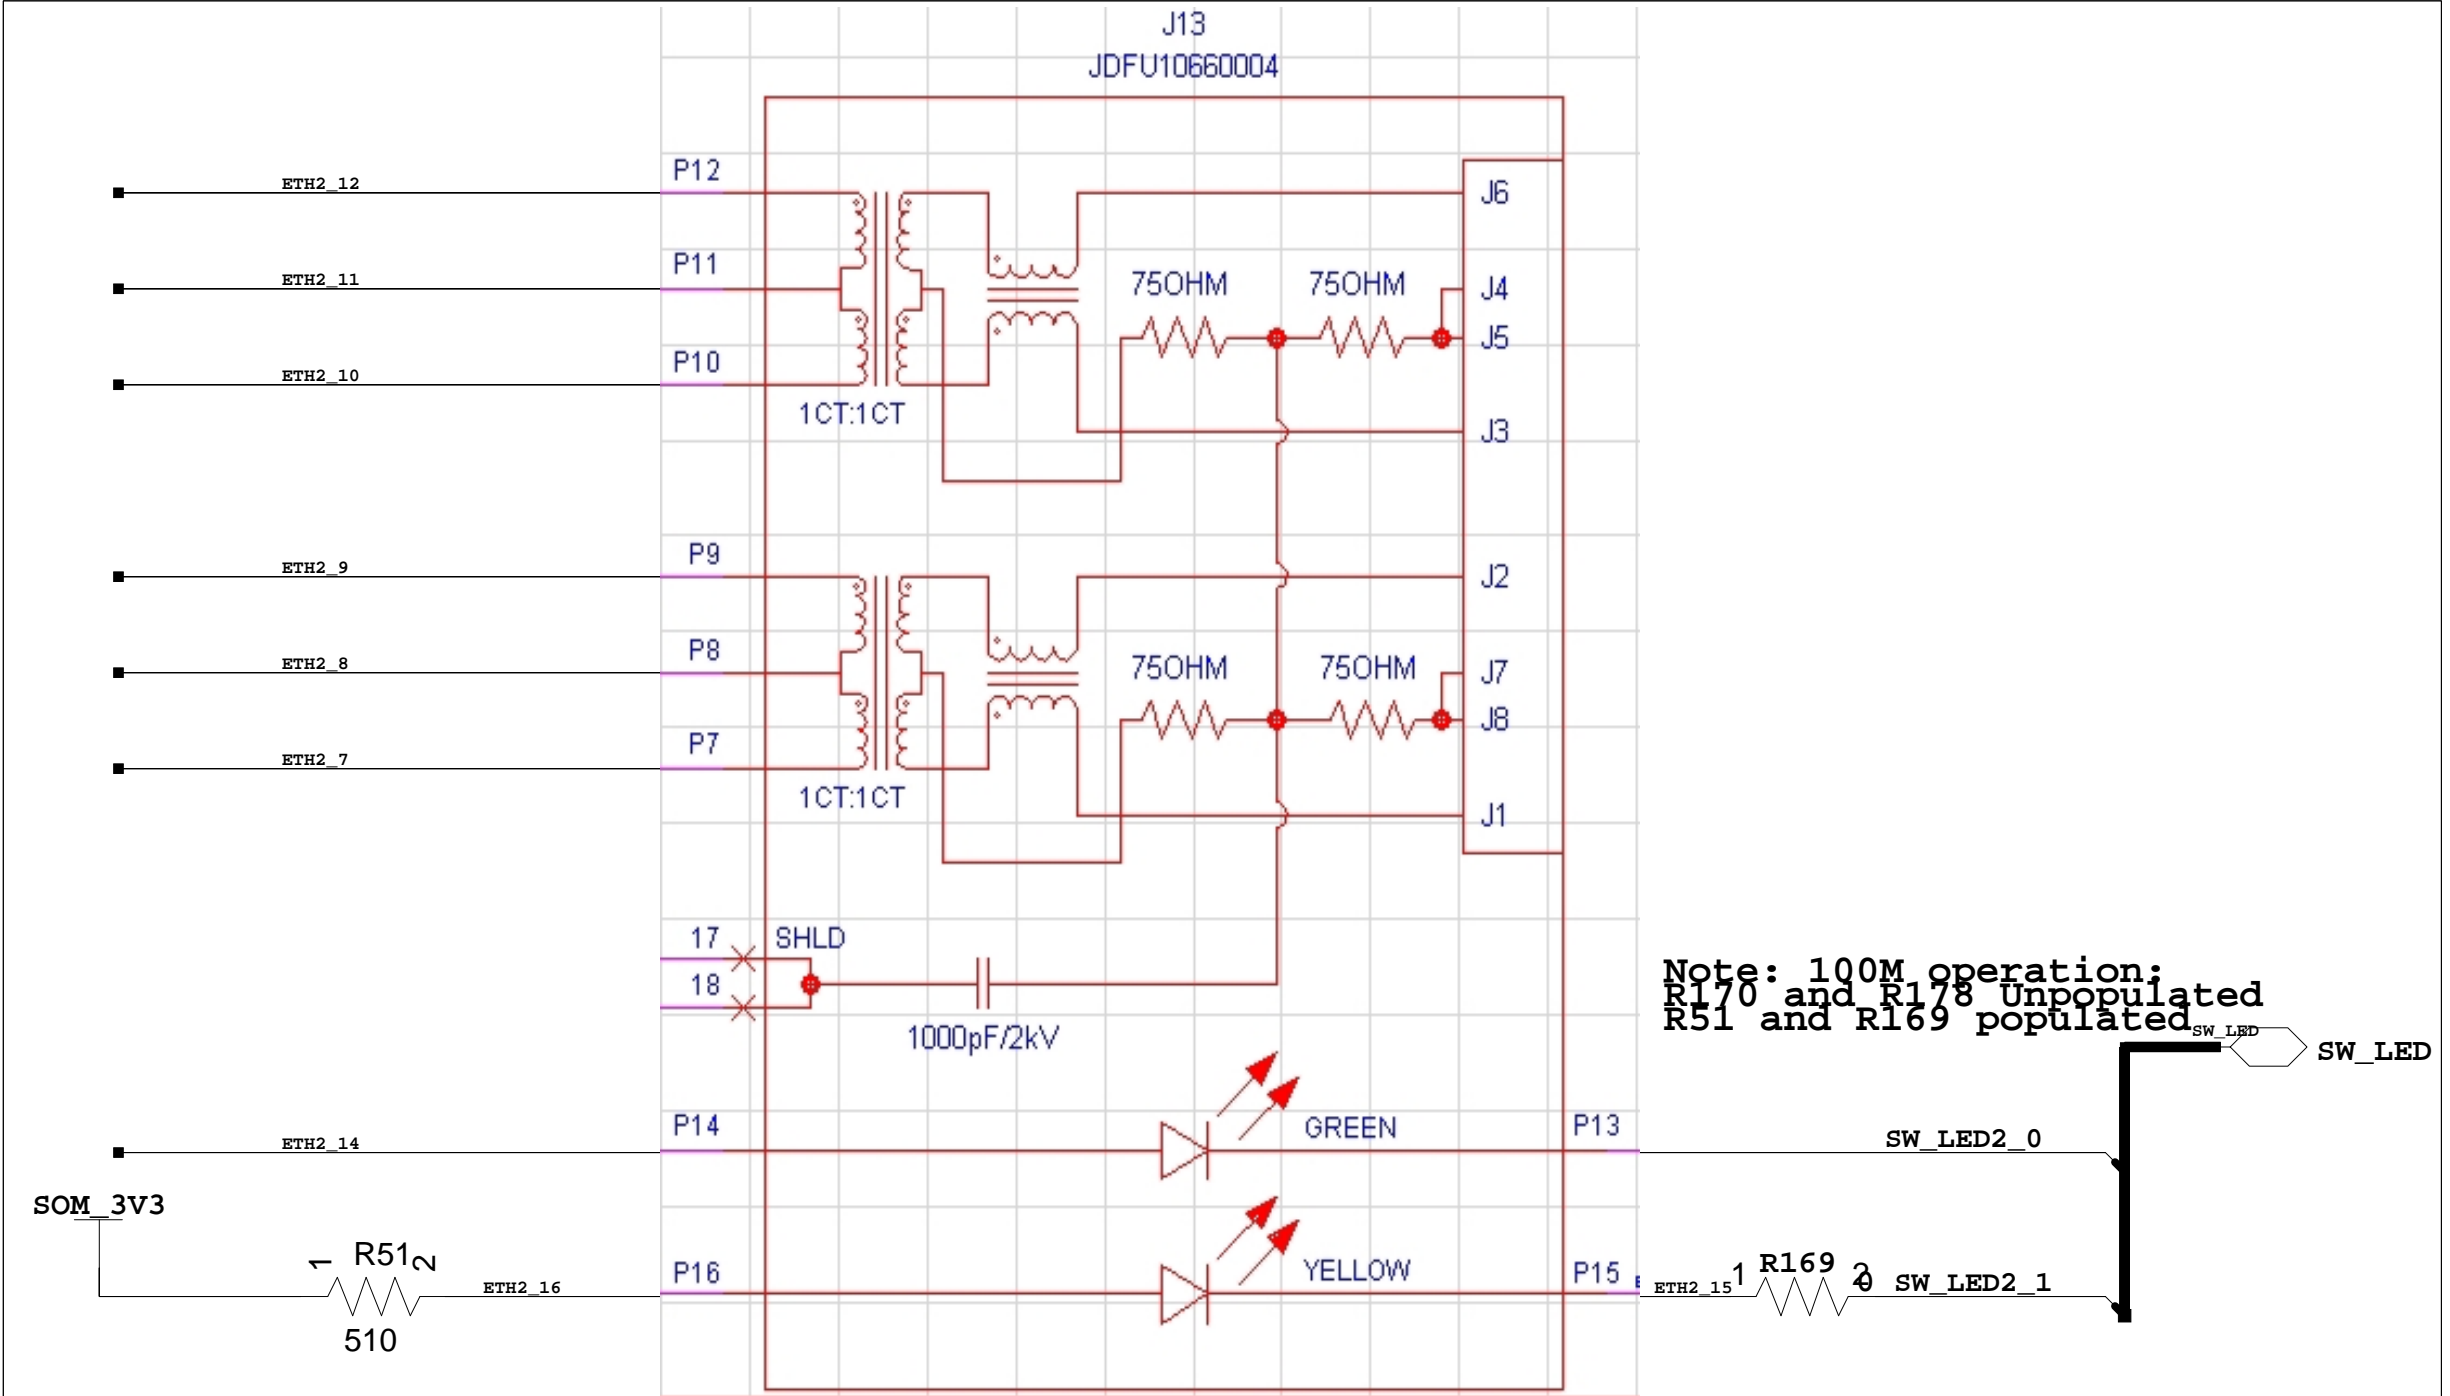 J13
JDFU10660004
P12
ETH2_12
J6
P11
ETH2_11
75OHM
75OHM
J4
J5
P10
ETH2_10
1CT:1CT
J3
P9
ETH2_9
J2
P8
ETH2_8
75OHM
75OHM
J7
J8
P7
ETH2_7
1CT:1CT
J1
17
SHLD
18
1000pF/2kV
Note: 100M operation:
R170 and R178 Unpopulated
R51 and R169 populated
SW_LED
SW_LED
P14
GREEN
P13
ETH2_14
SW_LED2_0
SOM_3V3
1
R51
2
ETH2_16
510
P16
YELLOW
P15
ETH2_15
1
R169
2
0
SW_LED2_1